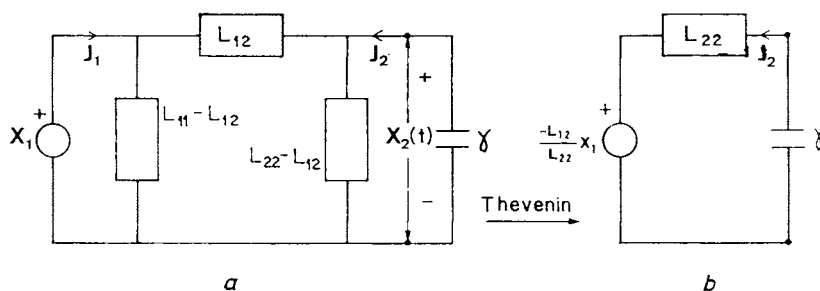 J₁
L₁₂
J₂
+
X₁
L₁₁ − L₁₂
L₂₂ − L₁₂
+
X₂(t)
−
γ
Thevenin
a
L₂₂
J₂
+
−L₁₂
L₂₂
X₁
γ
b